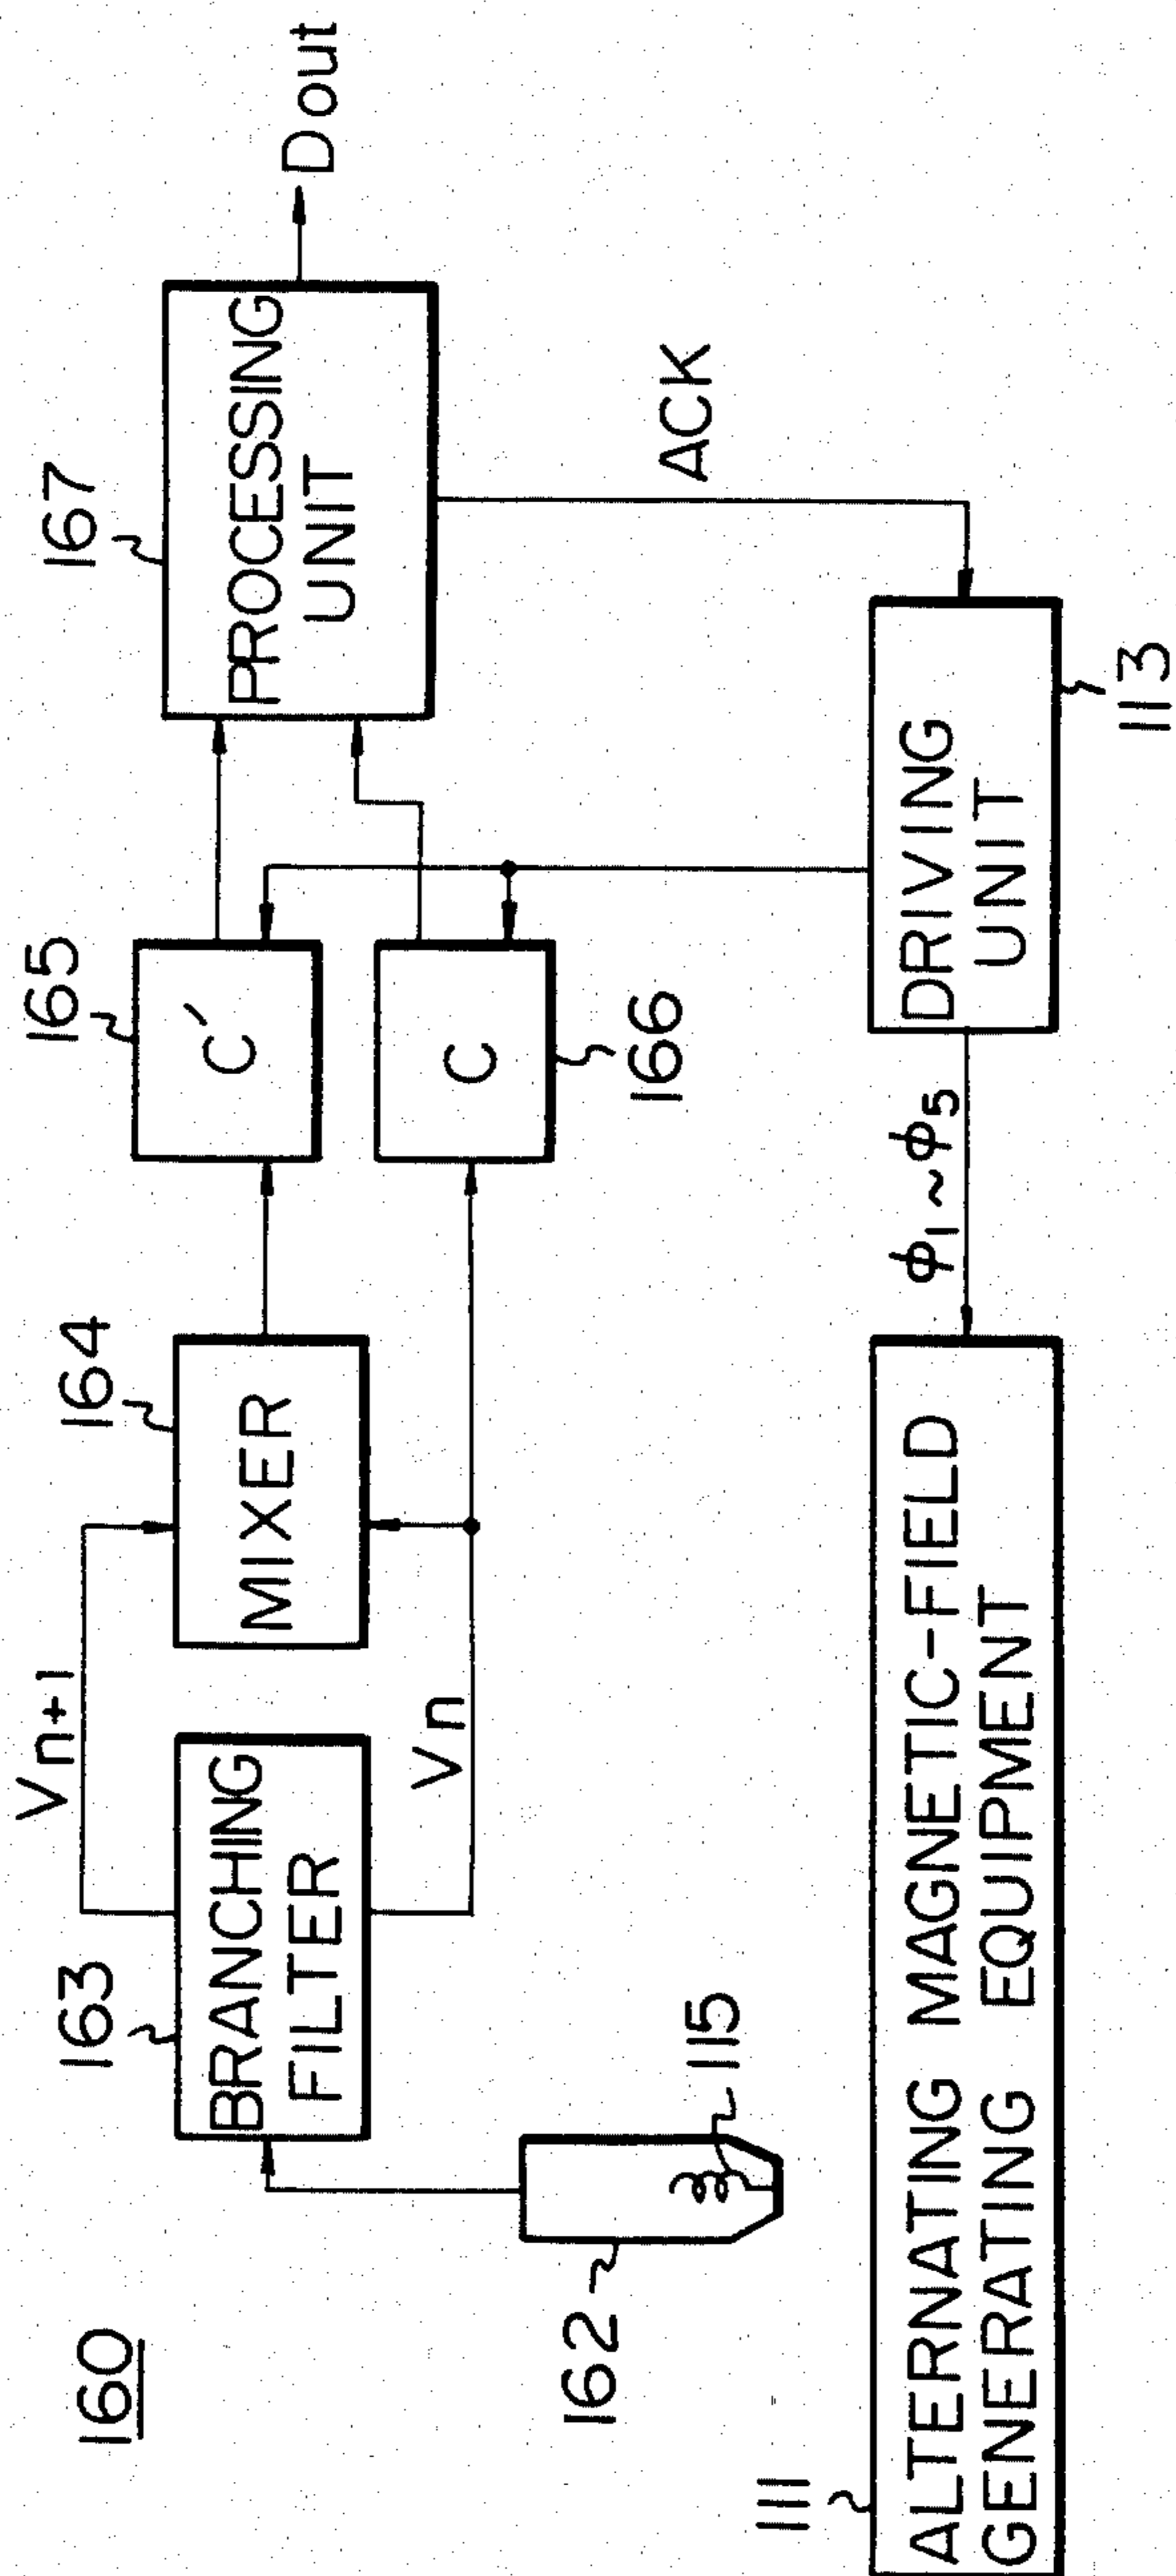 160
163
164
165
167
Vn+1
BRANCHING
FILTER
MIXER
C′
PROCESSING
UNIT
Dout
Vn
C
166
ACK
162
115
111
ALTERNATING MAGNETIC-FIELD
GENERATING EQUIPMENT
φ1~φ5
DRIVING
UNIT
113